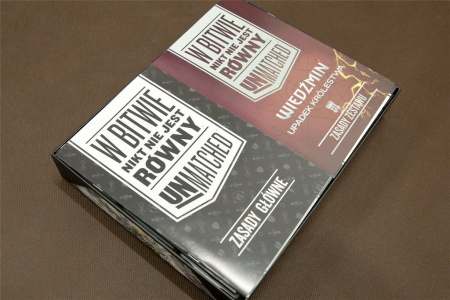 W BITWIE
NIKT NIE JEST
RÓWNY
UNMATCHED
ZASADY GŁÓWNE
W BITWIE
NIKT NIE JEST
RÓWNY
UNMATCHED
WIEDŹMIN
UPADEK KRÓLESTWA
ZASADY ZESTAWU